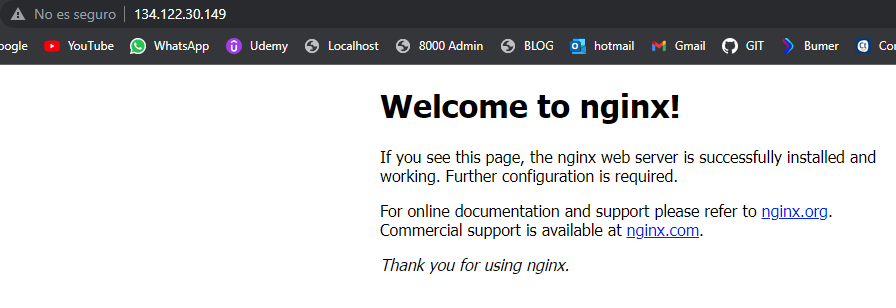 No es seguro 134.122.30.149
oogle YouTube WhatsApp Udemy Localhost 8000 Admin BLOG hotmail Gmail GIT Bumer Co
Welcome to nginx!
If you see this page, the nginx web server is successfully installed and
working. Further configuration is required.
For online documentation and support please refer to nginx.org.
Commercial support is available at nginx.com.
Thank you for using nginx.